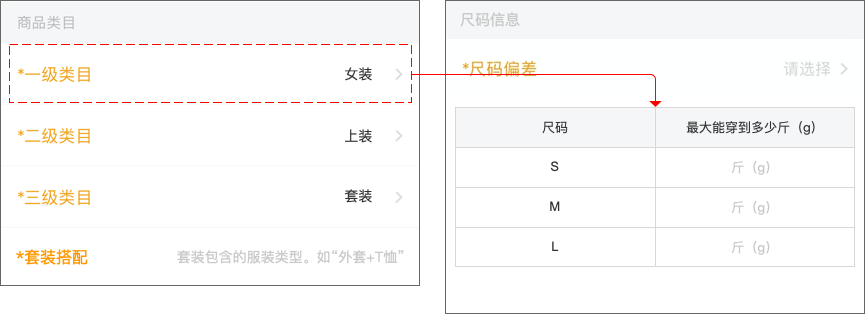 商品类目
*一级类目 女装
*二级类目 上装
*三级类目 套装
*套装搭配 套装包含的服装类型。如“外套+T恤”
尺码信息
*尺码偏差 请选择
尺码 最大能穿到多少斤（g)
S 斤（g)
M 斤（g)
L 斤（g)